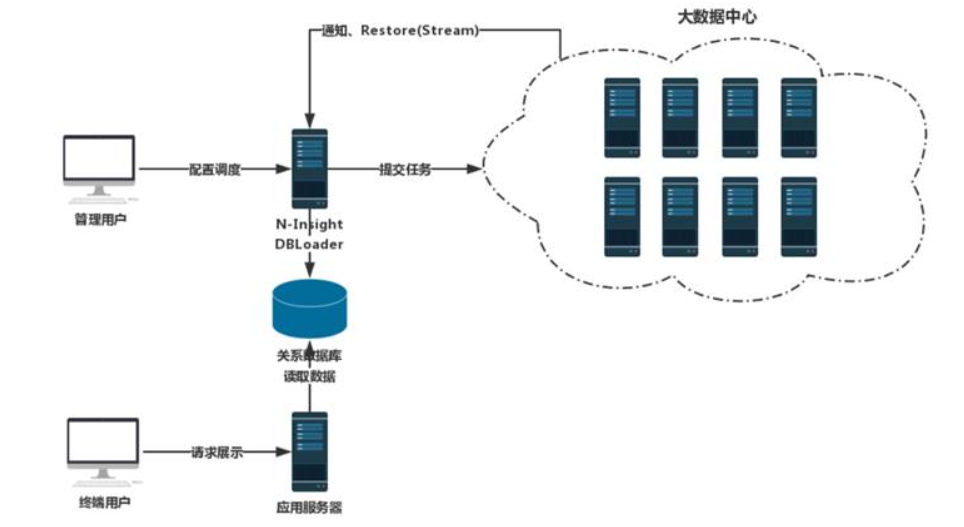 大数据中心
通知、Restore(Stream)
配置调度
提交任务
管理用户
N-Insight
DBLoader
关系数据库
读取数据
请求展示
终端用户
应用服务器